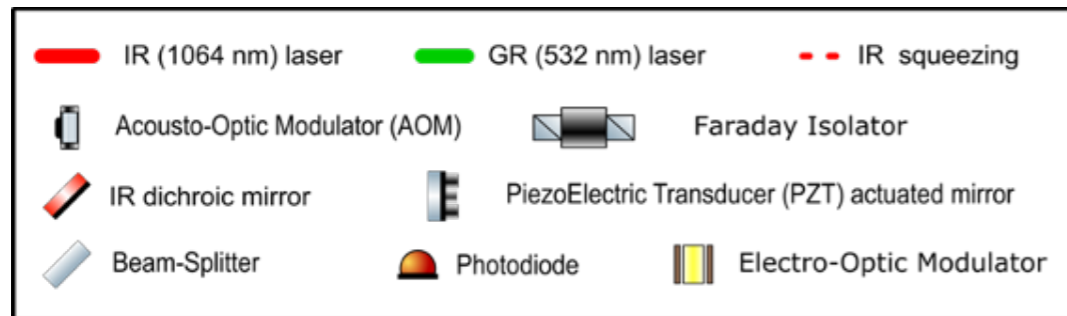 IR (1064 nm) laser GR (532 nm) laser IR squeezing
Acousto-Optic Modulator (AOM) Faraday Isolator
IR dichroic mirror PiezoElectric Transducer (PZT) actuated mirror
Beam-Splitter Photodiode Electro-Optic Modulator